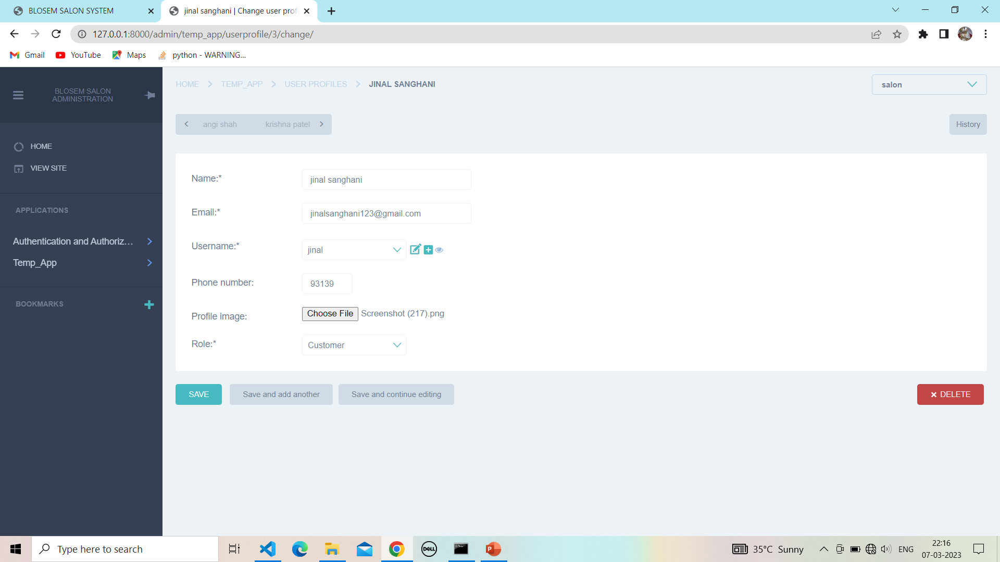 BLOSEM SALON SYSTEM
jinal sanghani | Change user profi
127.0.0.1:8000/admin/temp_app/userprofile/3/change/
Gmail YouTube Maps python - WARNING...
BLOSEM SALON
ADMINISTRATION
HOME
VIEW SITE
APPLICATIONS
Authentication and Authoriz...
Temp_App
BOOKMARKS
HOME TEMP_APP USER PROFILES JINAL SANGHANI
salon
angi shah krishna patel
History
Name:* jinal sanghani
Email:* jinalsanghani123@gmail.com
Username:* jinal
Phone number: 93139
Profile image: Choose File Screenshot (217).png
Role:* Customer
SAVE Save and add another Save and continue editing DELETE
Type here to search
DELL
35°C Sunny
ENG
22:16
07-03-2023